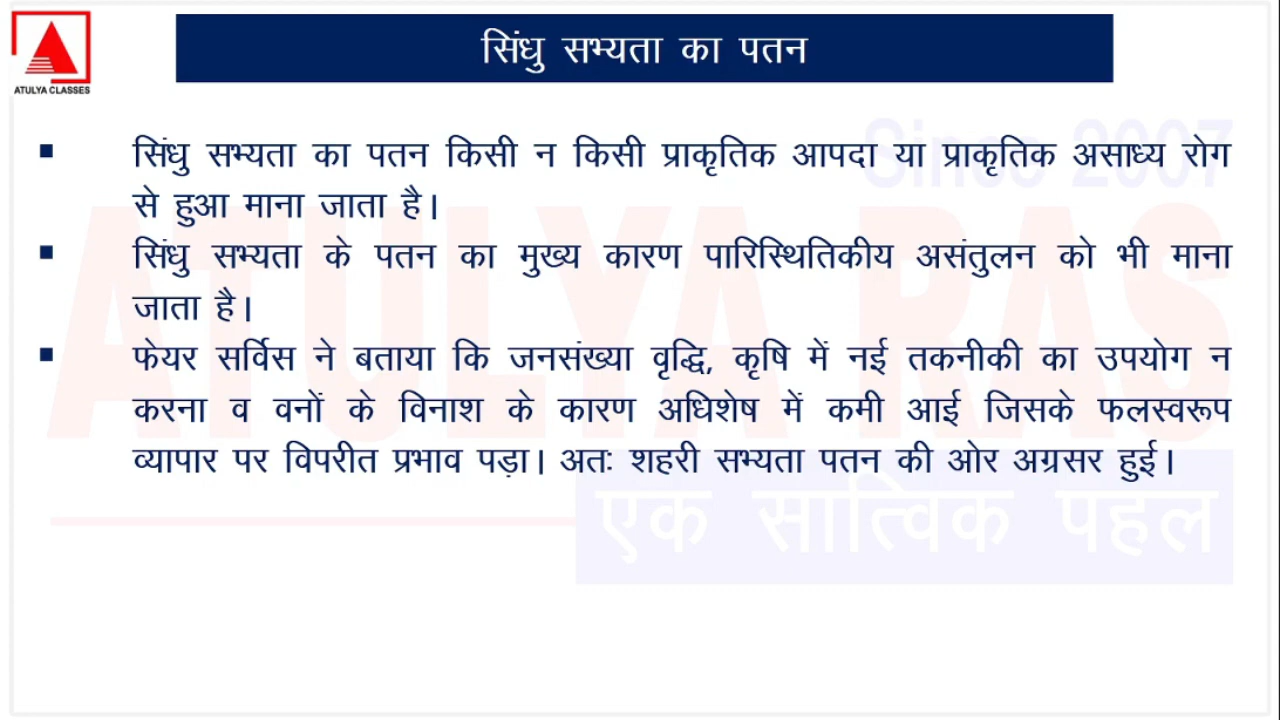 ATULYA CLASSES
सिंधु सभ्यता का पतन
Since 2007
▪ सिंधु सभ्यता का पतन किसी न किसी प्राकृतिक आपदा या प्राकृतिक असाध्य रोग
से हुआ माना जाता है।
▪ सिंधु सभ्यता के पतन का मुख्य कारण पारिस्थितिकीय असंतुलन को भी माना
जाता है।
▪ फेयर सर्विस ने बताया कि जनसंख्या वृद्धि, कृषि में नई तकनीकी का उपयोग न
करना व वनों के विनाश के कारण अधिशेष में कमी आई जिसके फलस्वरूप
व्यापार पर विपरीत प्रभाव पड़ा। अतः शहरी सभ्यता पतन की ओर अग्रसर हुई।
ATULYA RAS
एक सात्विक पहल